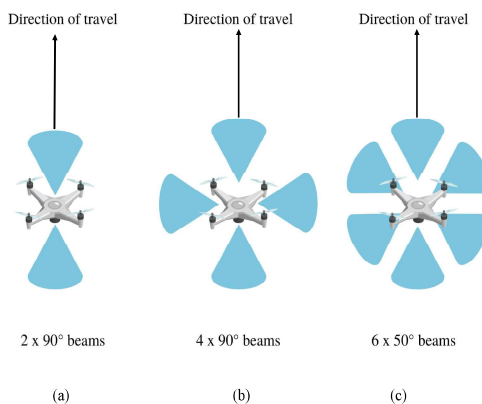 Direction of travel Direction of travel Direction of travel
2 x 90° beams 4 x 90° beams 6 x 50° beams
(a) (b) (c)